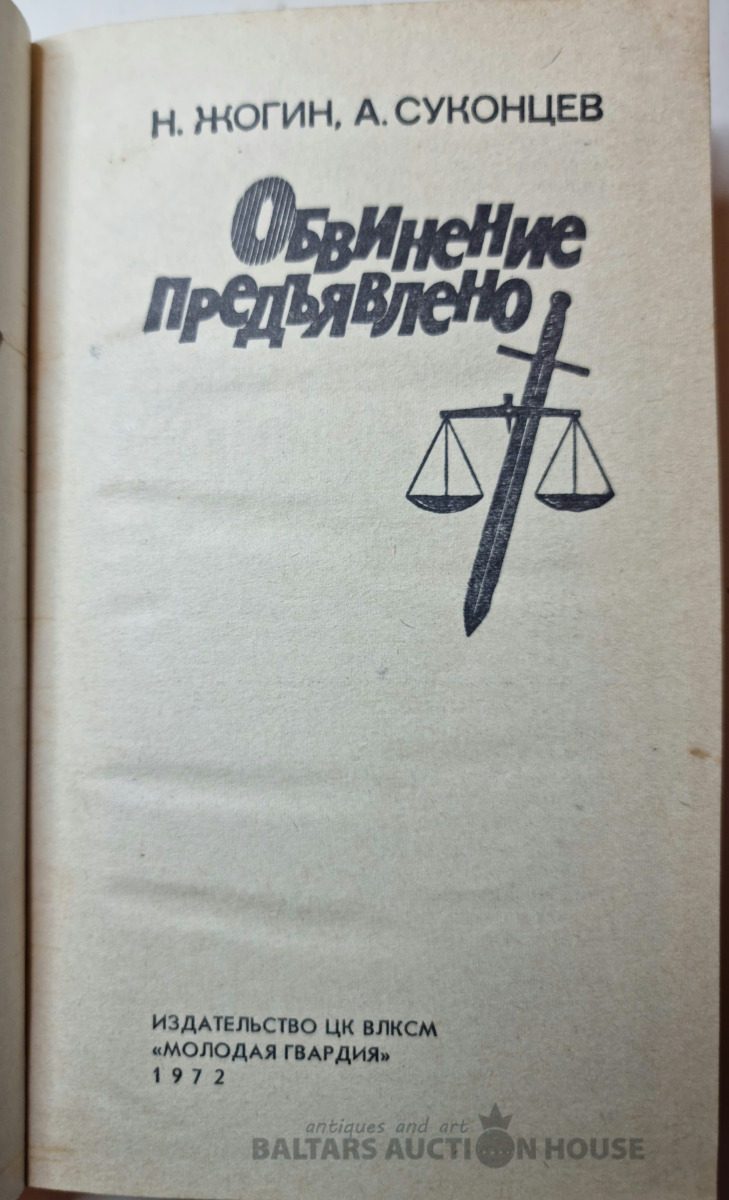 Н. ЖОГИН, А. СУКОНЦЕВ
Обвинение
предъявлено
ИЗДАТЕЛЬСТВО ЦК ВЛКСМ
«МОЛОДАЯ ГВАРДИЯ»
1972
antiques and art
BALTARS AUCTION HOUSE